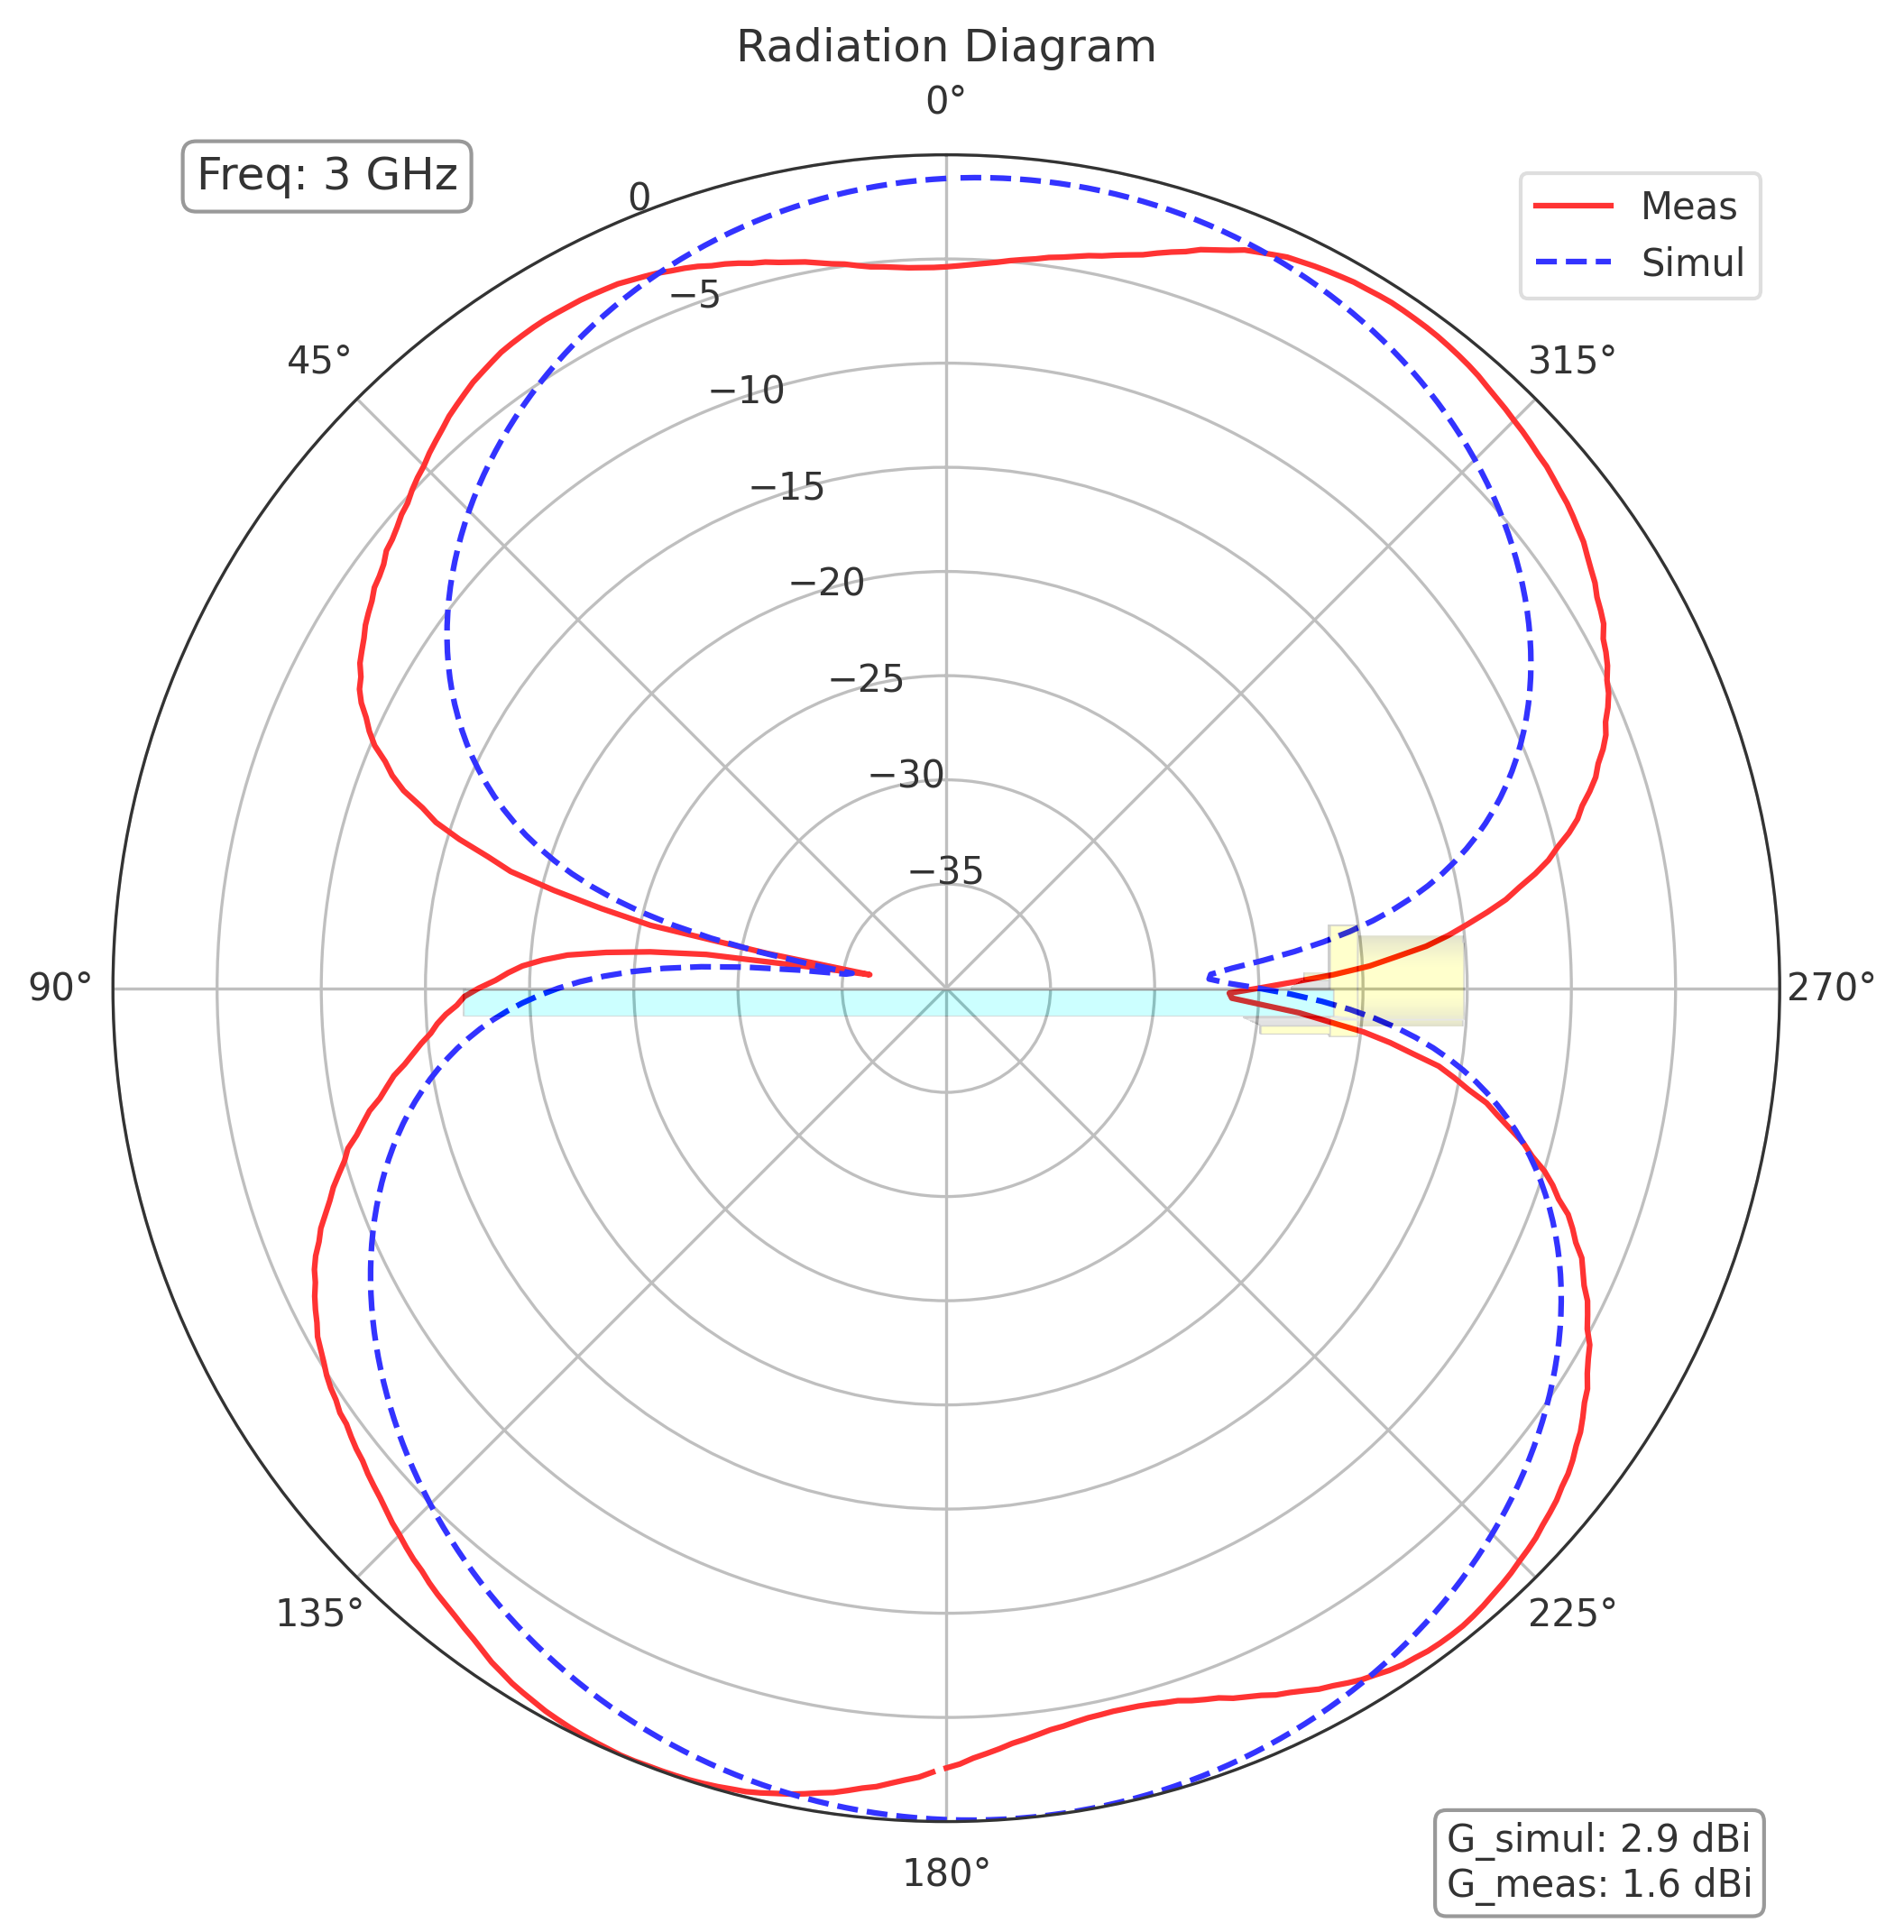 Radiation Diagram
0°
Freq: 3 GHz
Meas
Simul
0
−5
45°
315°
−10
−15
−20
−25
−30
−35
90°
270°
135°
225°
180°
G_simul: 2.9 dBi
G_meas: 1.6 dBi